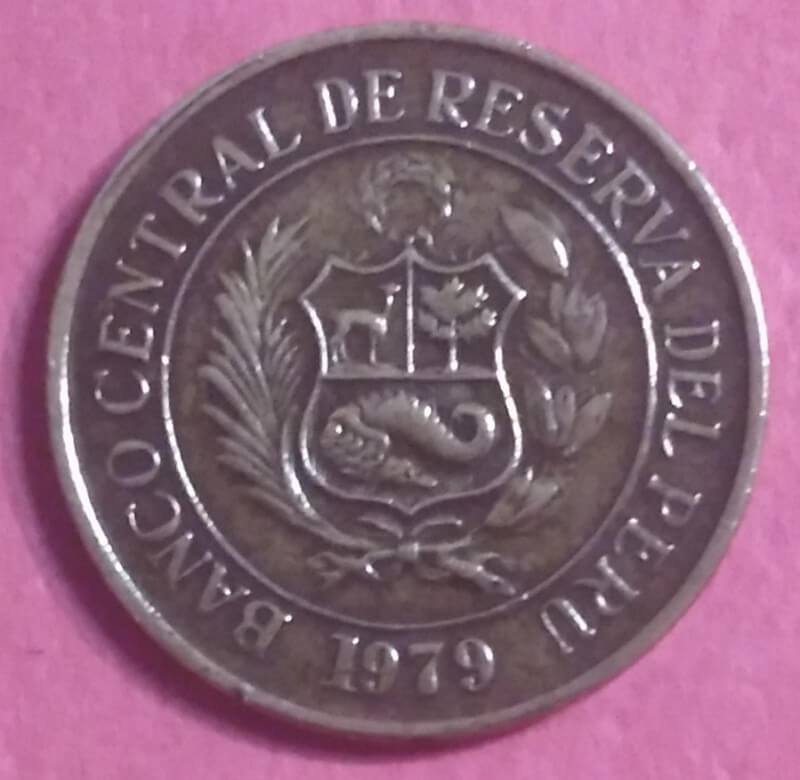 BANCO CENTRAL DE RESERVA DEL PERU
1979